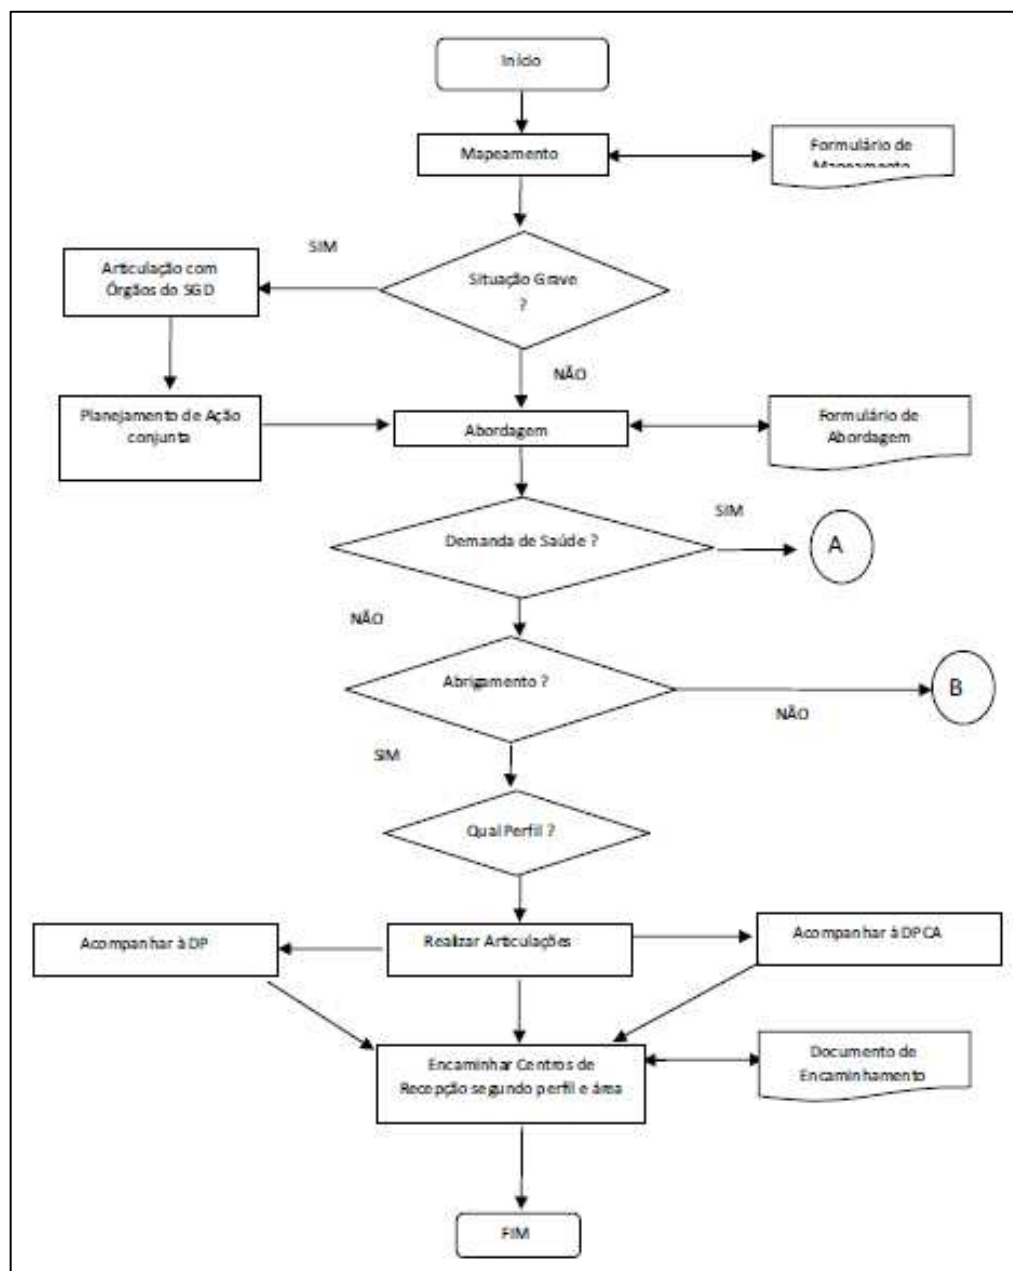 Início
Mapeamento
Formulário de
Mapeamento
SIM
Articulação com
Órgãos do SGD
Situação Grave
?
NÃO
Planejamento de Ação
conjunta
Abordagem
Formulário de
Abordagem
SIM
Demanda de Saúde ?
A
NÃO
Abrigamento ?
B
NÃO
SIM
Qual Perfil ?
Acompanhar à DP
Realizar Articulações
Acompanhar à DPCA
Encaminhar Centros de
Recepção segundo perfil e área
Documento de
Encaminhamento
FIM